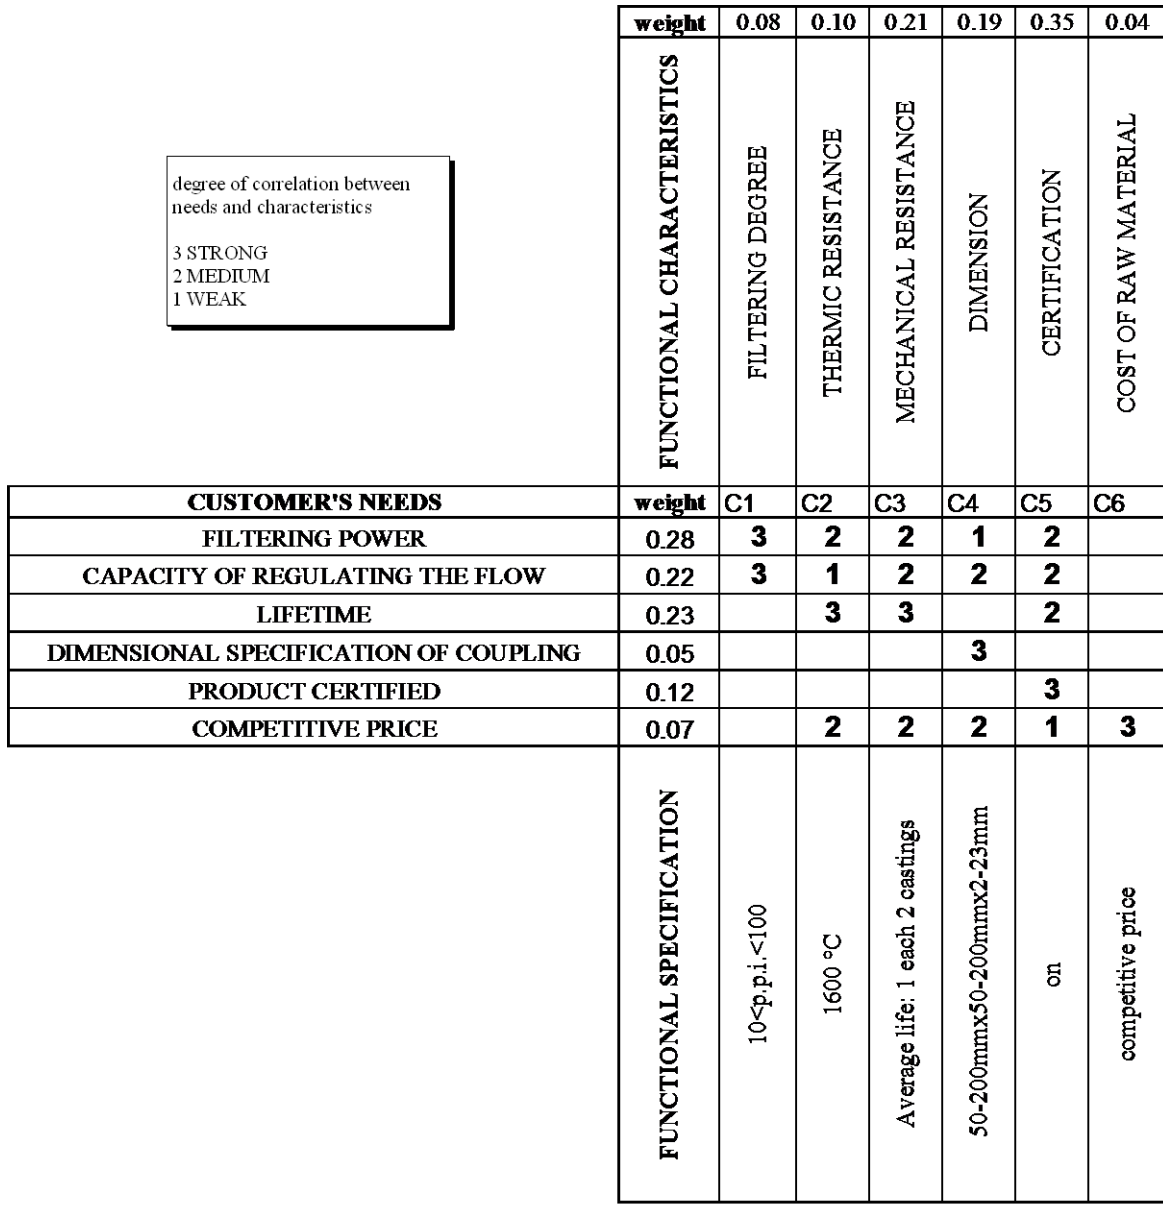 weight 0.08 0.10 0.21 0.19 0.35 0.04
FUNCTIONAL CHARACTERISTICS
FILTERING DEGREE
THERMIC RESISTANCE
MECHANICAL RESISTANCE
DIMENSION
CERTIFICATION
COST OF RAW MATERIAL
degree of correlation between
needs and characteristics
3 STRONG
2 MEDIUM
1 WEAK
CUSTOMER'S NEEDS weight C1 C2 C3 C4 C5 C6
FILTERING POWER 0.28 3 2 2 1 2
CAPACITY OF REGULATING THE FLOW 0.22 3 1 2 2 2
LIFETIME 0.23 3 3 2
DIMENSIONAL SPECIFICATION OF COUPLING 0.05 3
PRODUCT CERTIFIED 0.12 3
COMPETITIVE PRICE 0.07 2 2 2 1 3
FUNCTIONAL SPECIFICATION
10<p.p.i.<100
1600 °C
Average life: 1 each 2 castings
50-200mmx50-200mmx2-23mm
on
competitive price